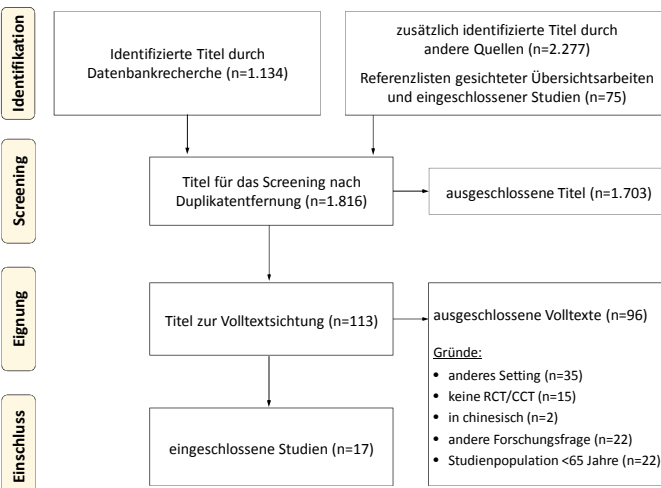 Identifikation
Identifizierte Titel durch
Datenbankrecherche (n=1.134)
zusätzlich identifizierte Titel durch
andere Quellen (n=2.277)
Referenzlisten gesichteter Übersichtsarbeiten
und eingeschlossener Studien (n=75)
Screening
Titel für das Screening nach
Duplikatentfernung (n=1.816)
ausgeschlossene Titel (n=1.703)
Eignung
Titel zur Volltextsichtung (n=113)
ausgeschlossene Volltexte (n=96)
Gründe:
• anderes Setting (n=35)
• keine RCT/CCT (n=15)
• in chinesisch (n=2)
• andere Forschungsfrage (n=22)
• Studienpopulation <65 Jahre (n=22)
Einschluss
eingeschlossene Studien (n=17)